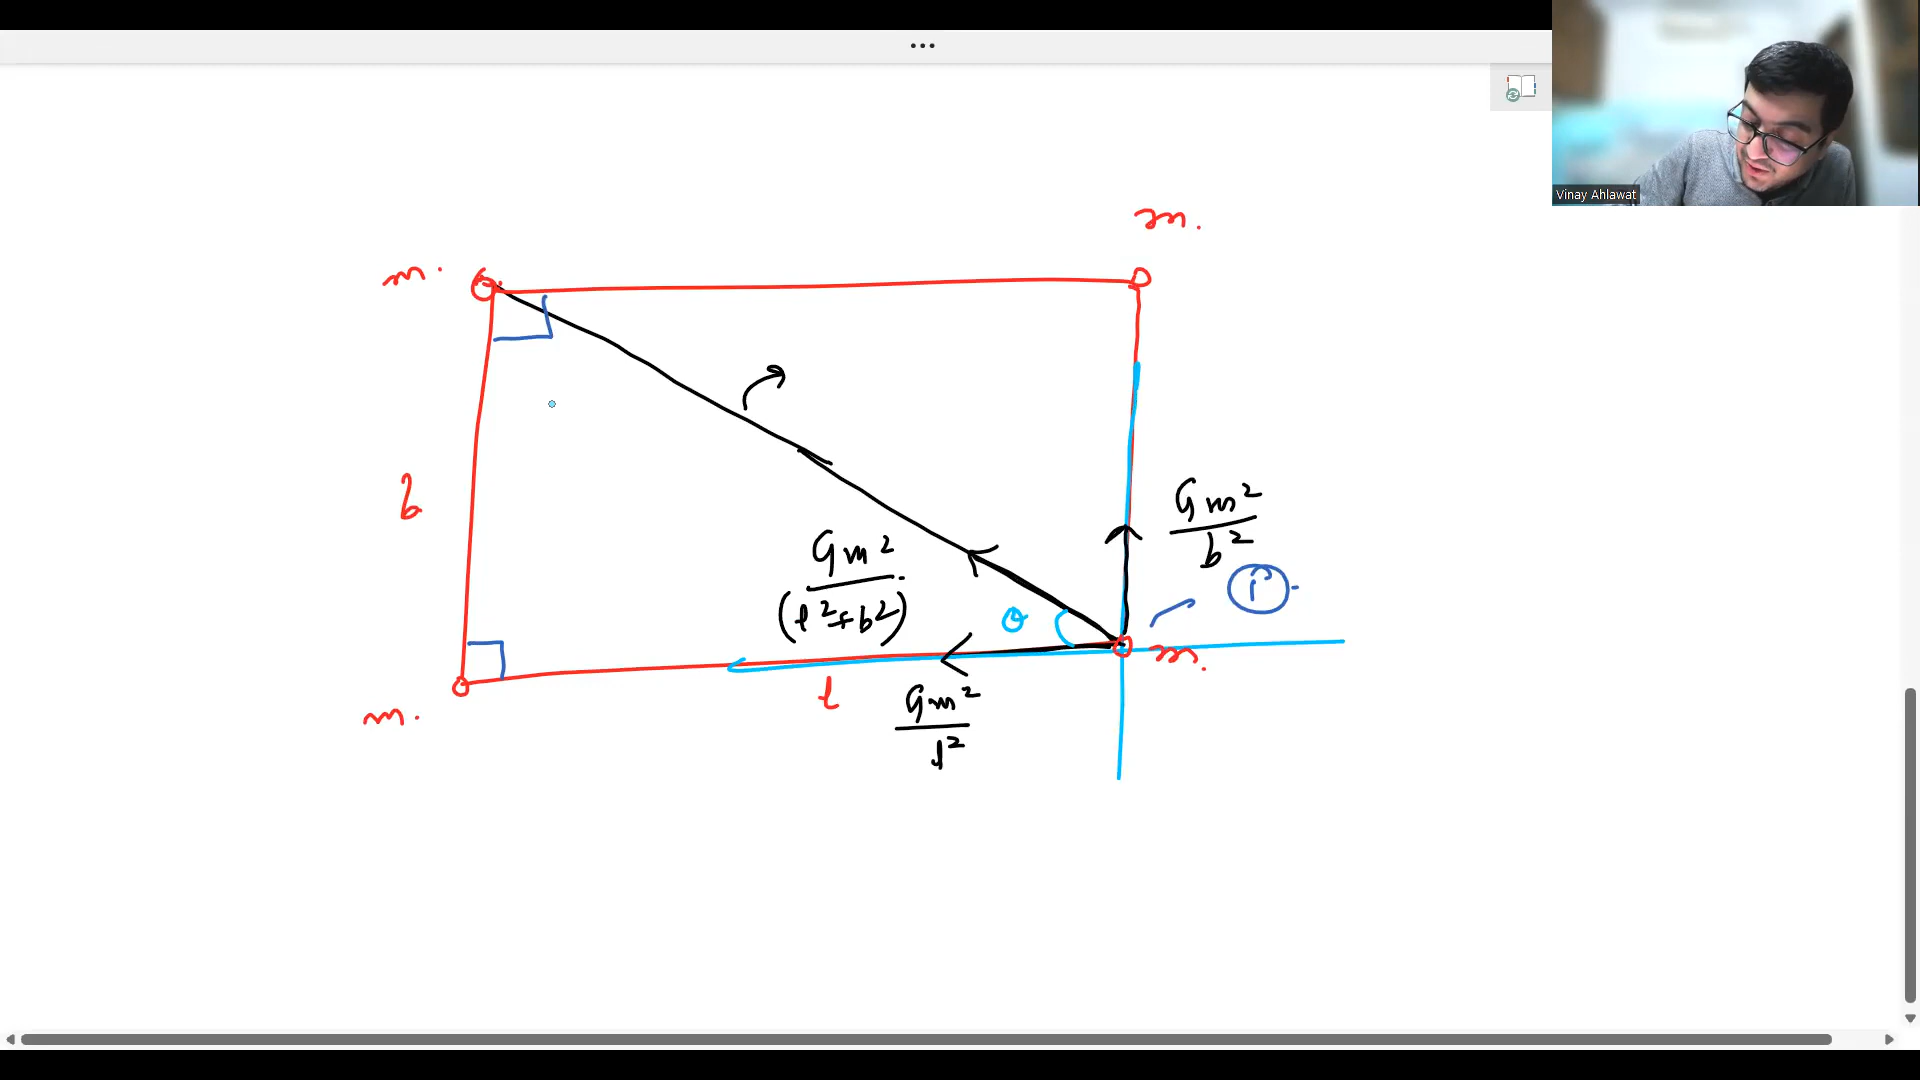 •••
Vinay Ahlawat
m.
m.
b
Gm²
b²
Gm²
(l²+b²)
θ
m.
l
Gm²
l²
m.